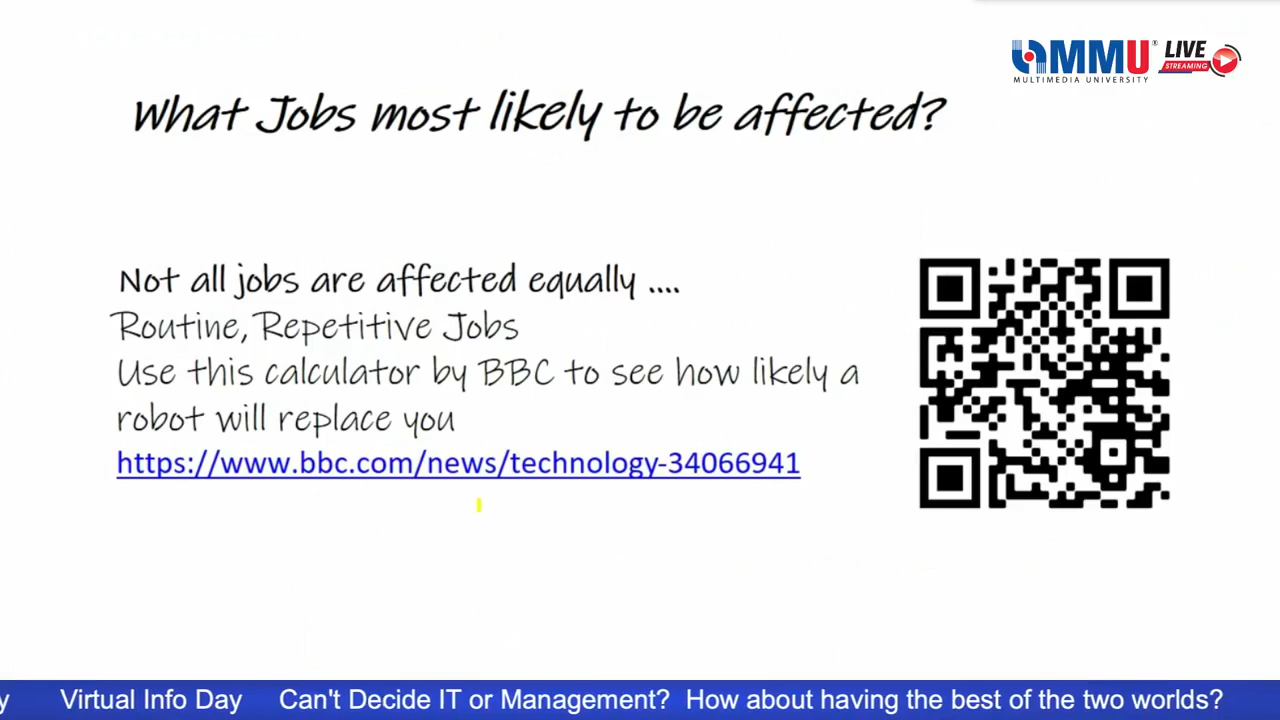 MMU® LIVE
MULTIMEDIA UNIVERSITY STREAMING
What Jobs most likely to be affected?
Not all jobs are affected equally ....
Routine, Repetitive Jobs
Use this calculator by BBC to see how likely a
robot will replace you
https://www.bbc.com/news/technology-34066941
y Virtual Info Day Can't Decide IT or Management? How about having the best of the two worlds?